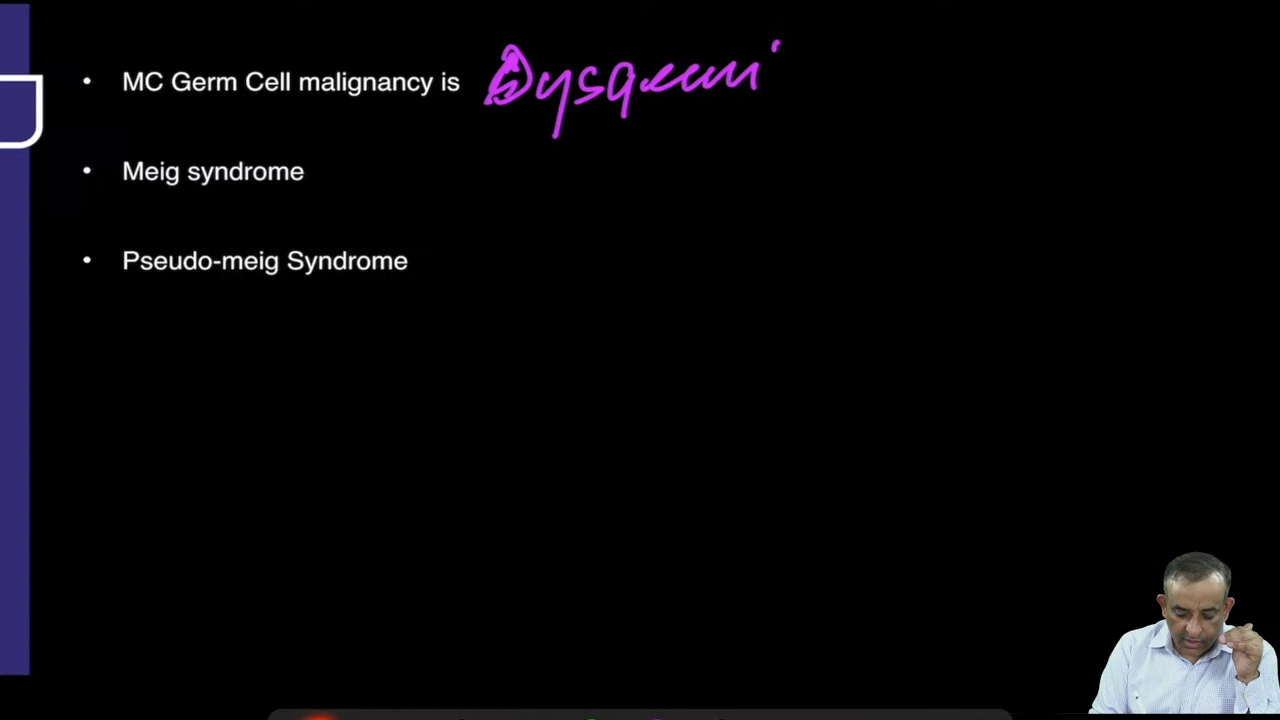 • MC Germ Cell malignancy is Dysgermi
• Meig syndrome
• Pseudo-meig Syndrome